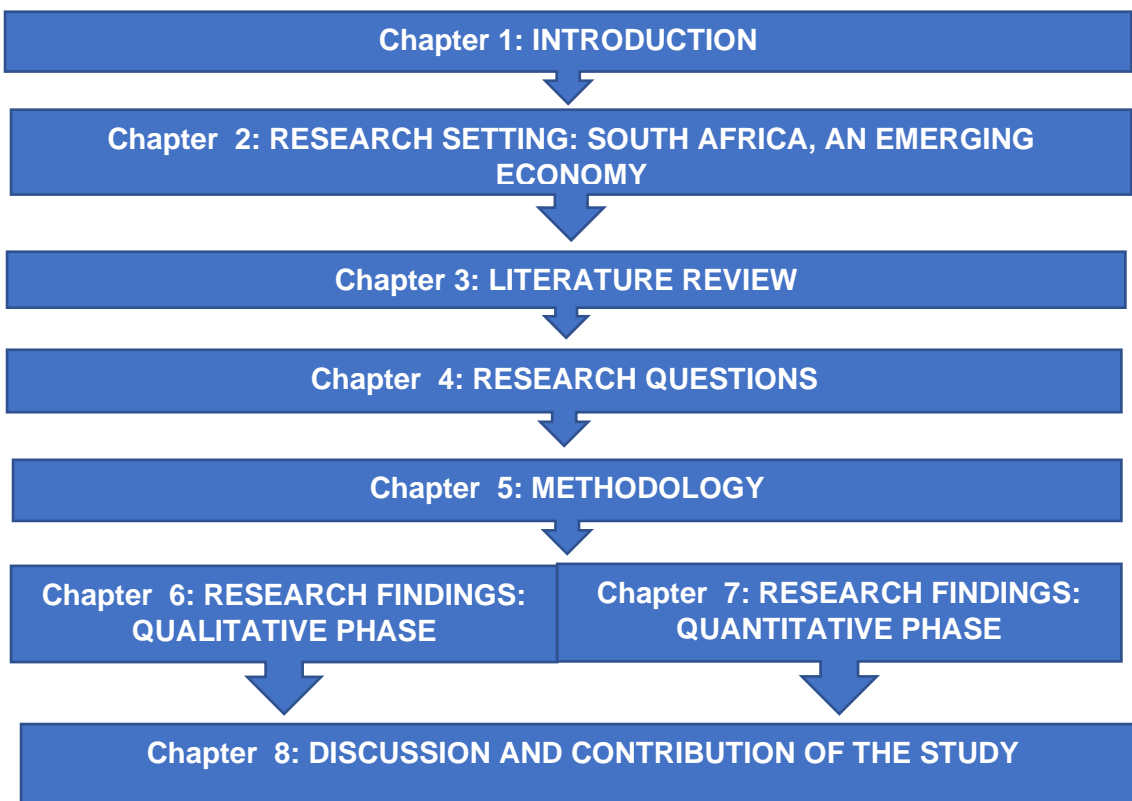 Chapter 1: INTRODUCTION
Chapter 2: RESEARCH SETTING: SOUTH AFRICA, AN EMERGING
ECONOMY
Chapter 3: LITERATURE REVIEW
Chapter 4: RESEARCH QUESTIONS
Chapter 5: METHODOLOGY
Chapter 6: RESEARCH FINDINGS:
QUALITATIVE PHASE
Chapter 7: RESEARCH FINDINGS:
QUANTITATIVE PHASE
Chapter 8: DISCUSSION AND CONTRIBUTION OF THE STUDY